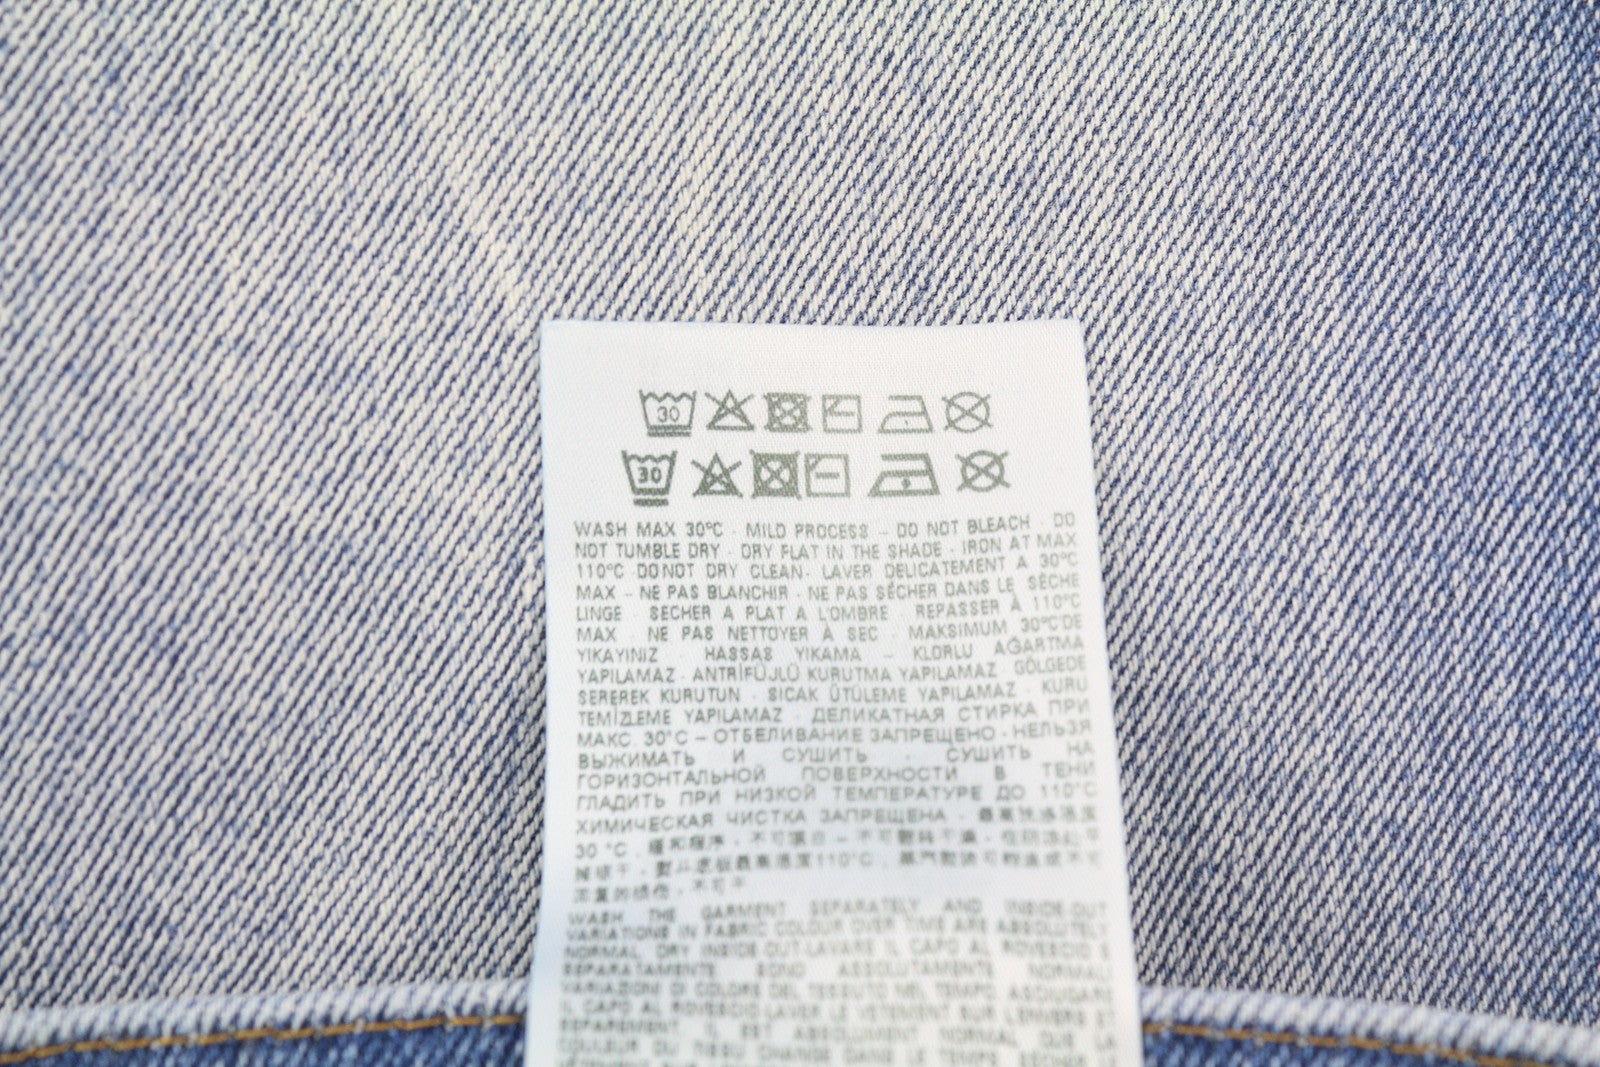 30
30
WASH MAX 30°C - MILD PROCESS – DO NOT BLEACH - DO
NOT TUMBLE DRY - DRY FLAT IN THE SHADE - IRON AT MAX
110°C DO NOT DRY CLEAN- LAVER DELICATEMENT A 30°C
MAX – NE PAS BLANCHIR - NE PAS SÉCHER DANS LE SÈCHE
LINGE - SECHER A PLAT A L'OMBRE - REPASSER À 110°C
MAX - NE PAS NETTOYER À SEC - MAKSIMUM 30°C'DE
YIKAYINIZ - HASSAS YIKAMA – KLORLU AĞARTMA
YAPILAMAZ - ANTRİFÜJLÜ KURUTMA YAPILAMAZ GÖLGEDE
SEREREK KURUTUN - SICAK ÜTÜLEME YAPILAMAZ - KURU
TEMİZLEME YAPILAMAZ - ДЕЛИКАТНАЯ СТИРКА ПРИ
МАКС. 30°C – ОТБЕЛИВАНИЕ ЗАПРЕЩЕНО - НЕЛЬЗЯ
ВЫЖИМАТЬ И СУШИТЬ - СУШИТЬ НА
ГОРИЗОНТАЛЬНОЙ ПОВЕРХНОСТИ В ТЕНИ
ГЛАДИТЬ ПРИ НИЗКОЙ ТЕМПЕРАТУРЕ ДО 110°C
ХИМИЧЕСКАЯ ЧИСТКА ЗАПРЕЩЕНА -
30 °C
110°C
WASH THE GARMENT SEPARATELY AND INSIDE-OUT
VARIATIONS IN FABRIC COLOUR OVER TIME ARE ABSOLUTELY
NORMAL. DRY INSIDE OUT-LAVARE IL CAPO AL ROVESCIO E
SEPARATAMENTE SONO ASSOLUTAMENTE NORMALI
VARIAZIONI DI COLORE DEL TESSUTO NEL TEMPO. ASCIUGARE
IL CAPO AL ROVESCIO-LAVER LE VETEMENT SUR L'ENVERS ET
SEPAREMENT. IL EST ABSOLUMENT NORMAL QUE LA
COULEUR DU TISSU CHANGE DANS LE TEMPS